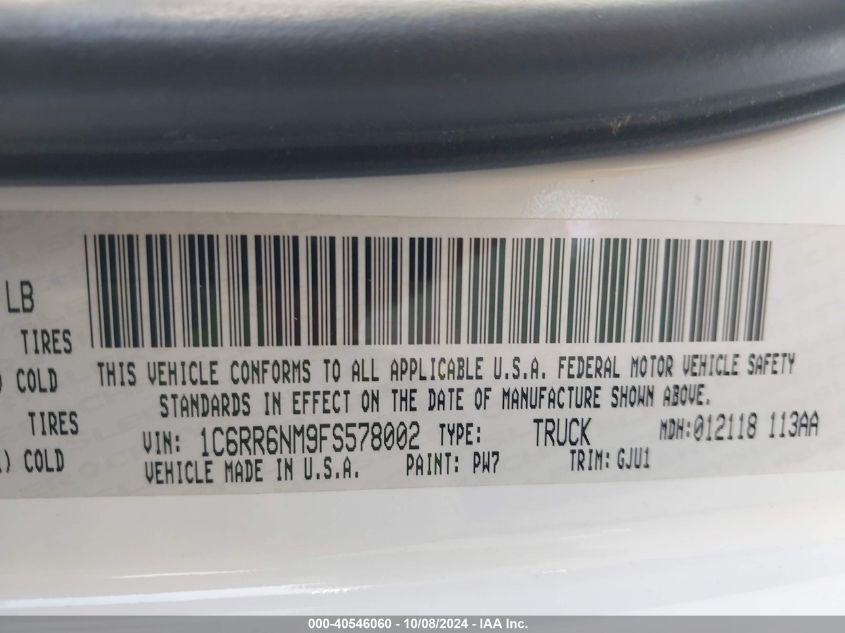 LB
TIRES
) COLD
TIRES
) COLD
THIS VEHICLE CONFORMS TO ALL APPLICABLE U.S.A. FEDERAL MOTOR VEHICLE SAFETY
STANDARDS IN EFFECT ON THE DATE OF MANUFACTURE SHOWN ABOVE.
VIN: 1C6RR6NM9FS578002 TYPE: TRUCK MDH:012118 113AA
VEHICLE MADE IN U.S.A. PAINT: PW7 TRIM: GJU1
000-40546060 - 10/08/2024 - IAA Inc.